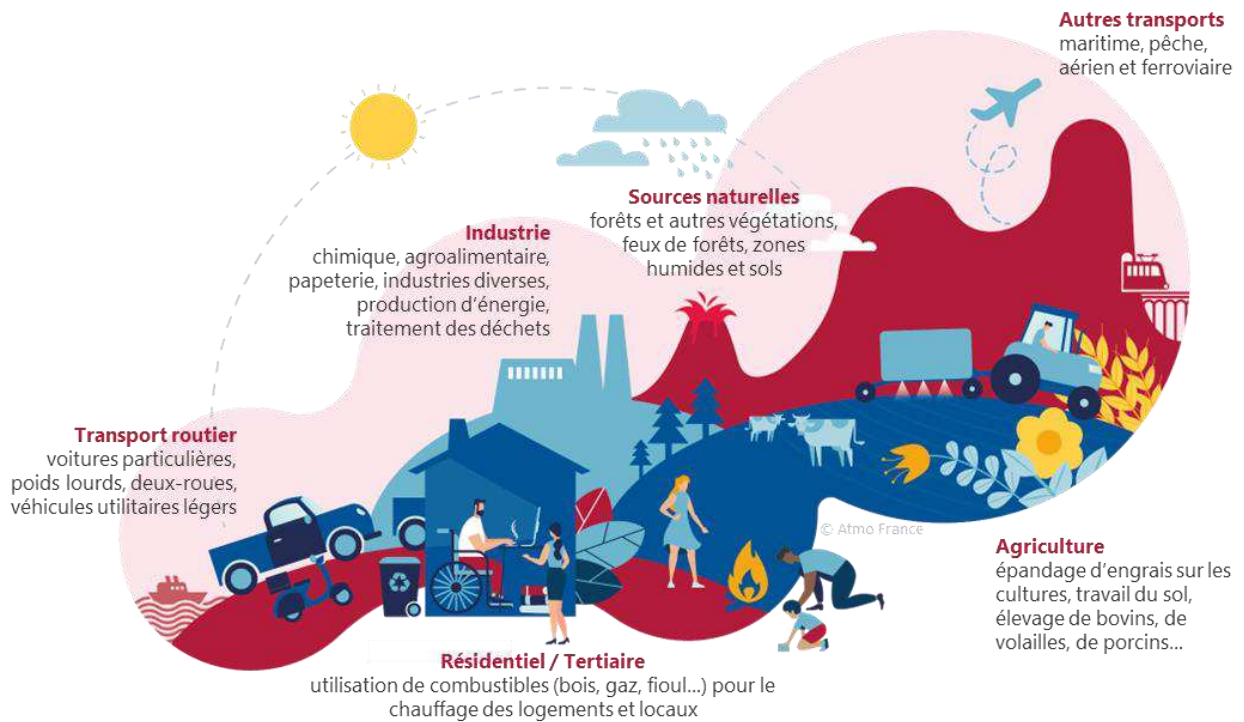 Autres transports
maritime, pêche,
aérien et ferroviaire
Sources naturelles
forêts et autres végétations,
feux de forêts, zones
humides et sols
Industrie
chimique, agroalimentaire,
papeterie, industries diverses,
production d'énergie,
traitement des déchets
Transport routier
voitures particulières,
poids lourds, deux-roues,
véhicules utilitaires légers
© Atmo France
Agriculture
épandage d'engrais sur les
cultures, travail du sol,
élevage de bovins, de
volailles, de porcins...
Résidentiel / Tertiaire
utilisation de combustibles (bois, gaz, fioul...) pour le
chauffage des logements et locaux